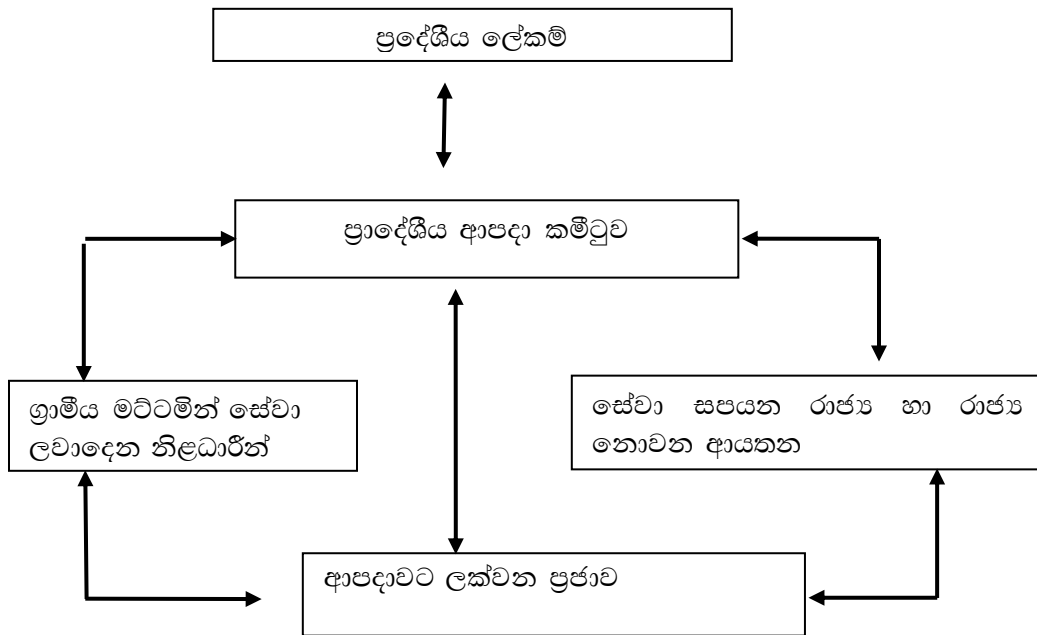 ප්‍රදේශීය ලේකම්
ප්‍රාදේශීය ආපදා කමිටුව
ග්‍රාමීය මට්ටමින් සේවා
ලවාදෙන නිළධාරීන්
සේවා සපයන රාජ්‍ය හා රාජ්‍ය
නොවන ආයතන
ආපදාවට ලක්වන ප්‍රජාව